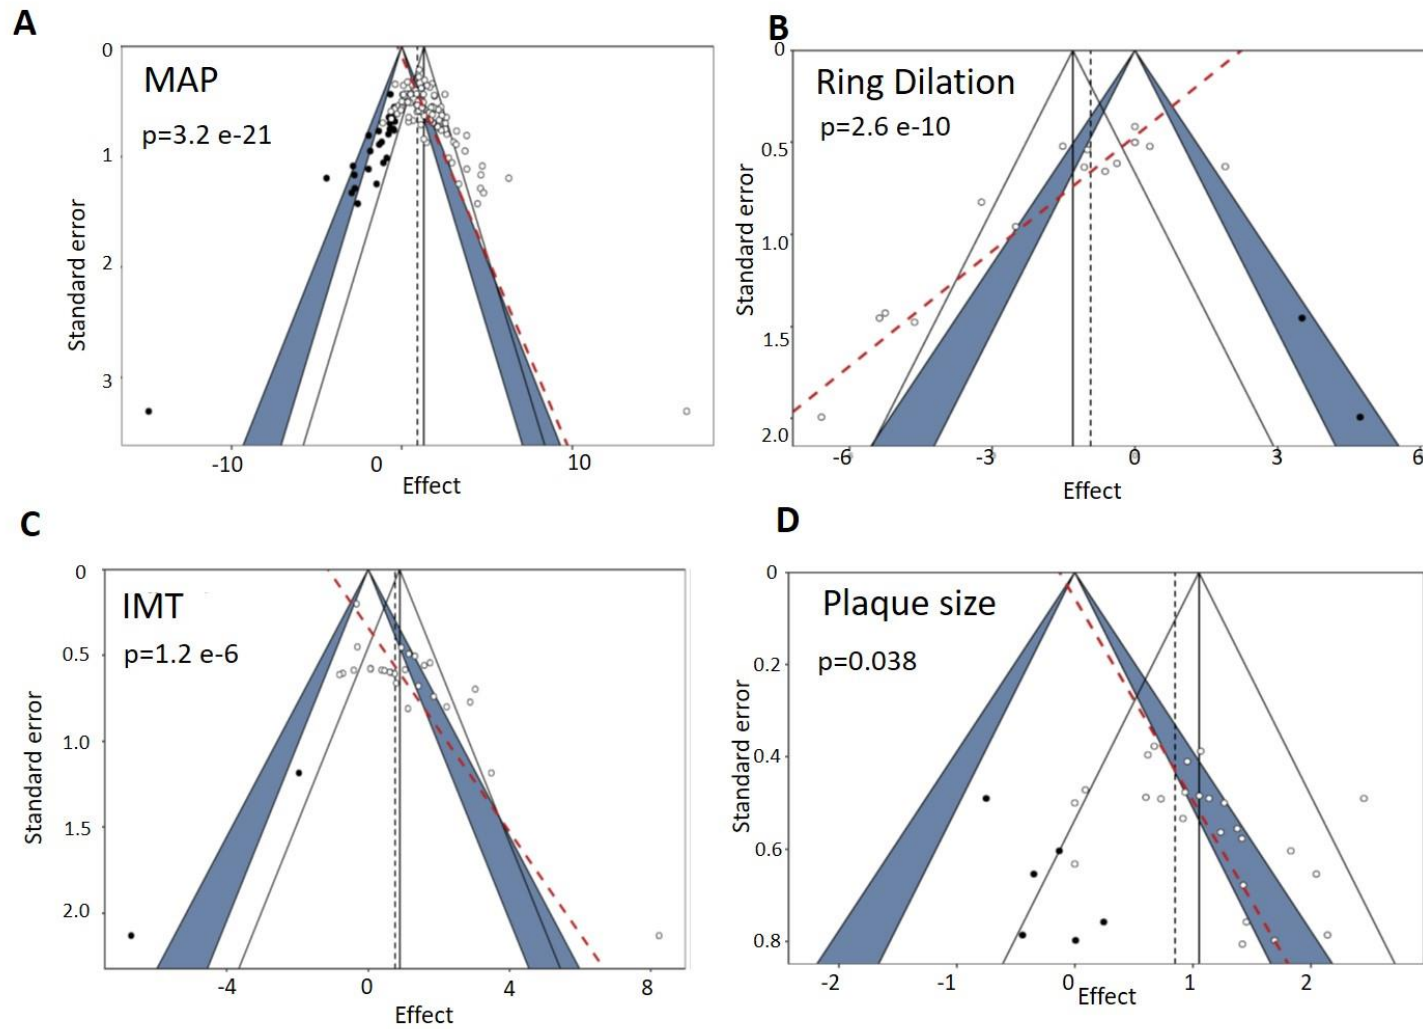 A
MAP
p=3.2 e-21
0
1
2
3
Standard error
-10
0
10
Effect
B
Ring Dilation
p=2.6 e-10
0
0.5
1.0
1.5
2.0
Standard error
-6
-3
0
3
6
Effect
C
IMT
p=1.2 e-6
0
0.5
1.0
1.5
2.0
Standard error
-4
0
4
8
Effect
D
Plaque size
p=0.038
0
0.2
0.4
0.6
0.8
Standard error
-2
-1
0
1
2
Effect